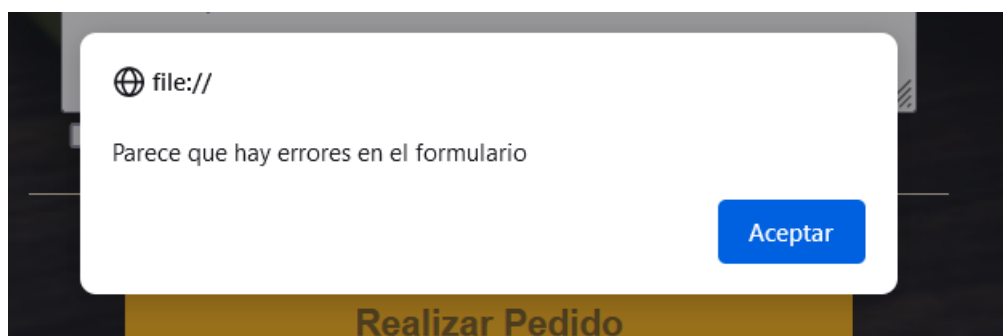 file://
Parece que hay errores en el formulario
Aceptar
Realizar Pedido